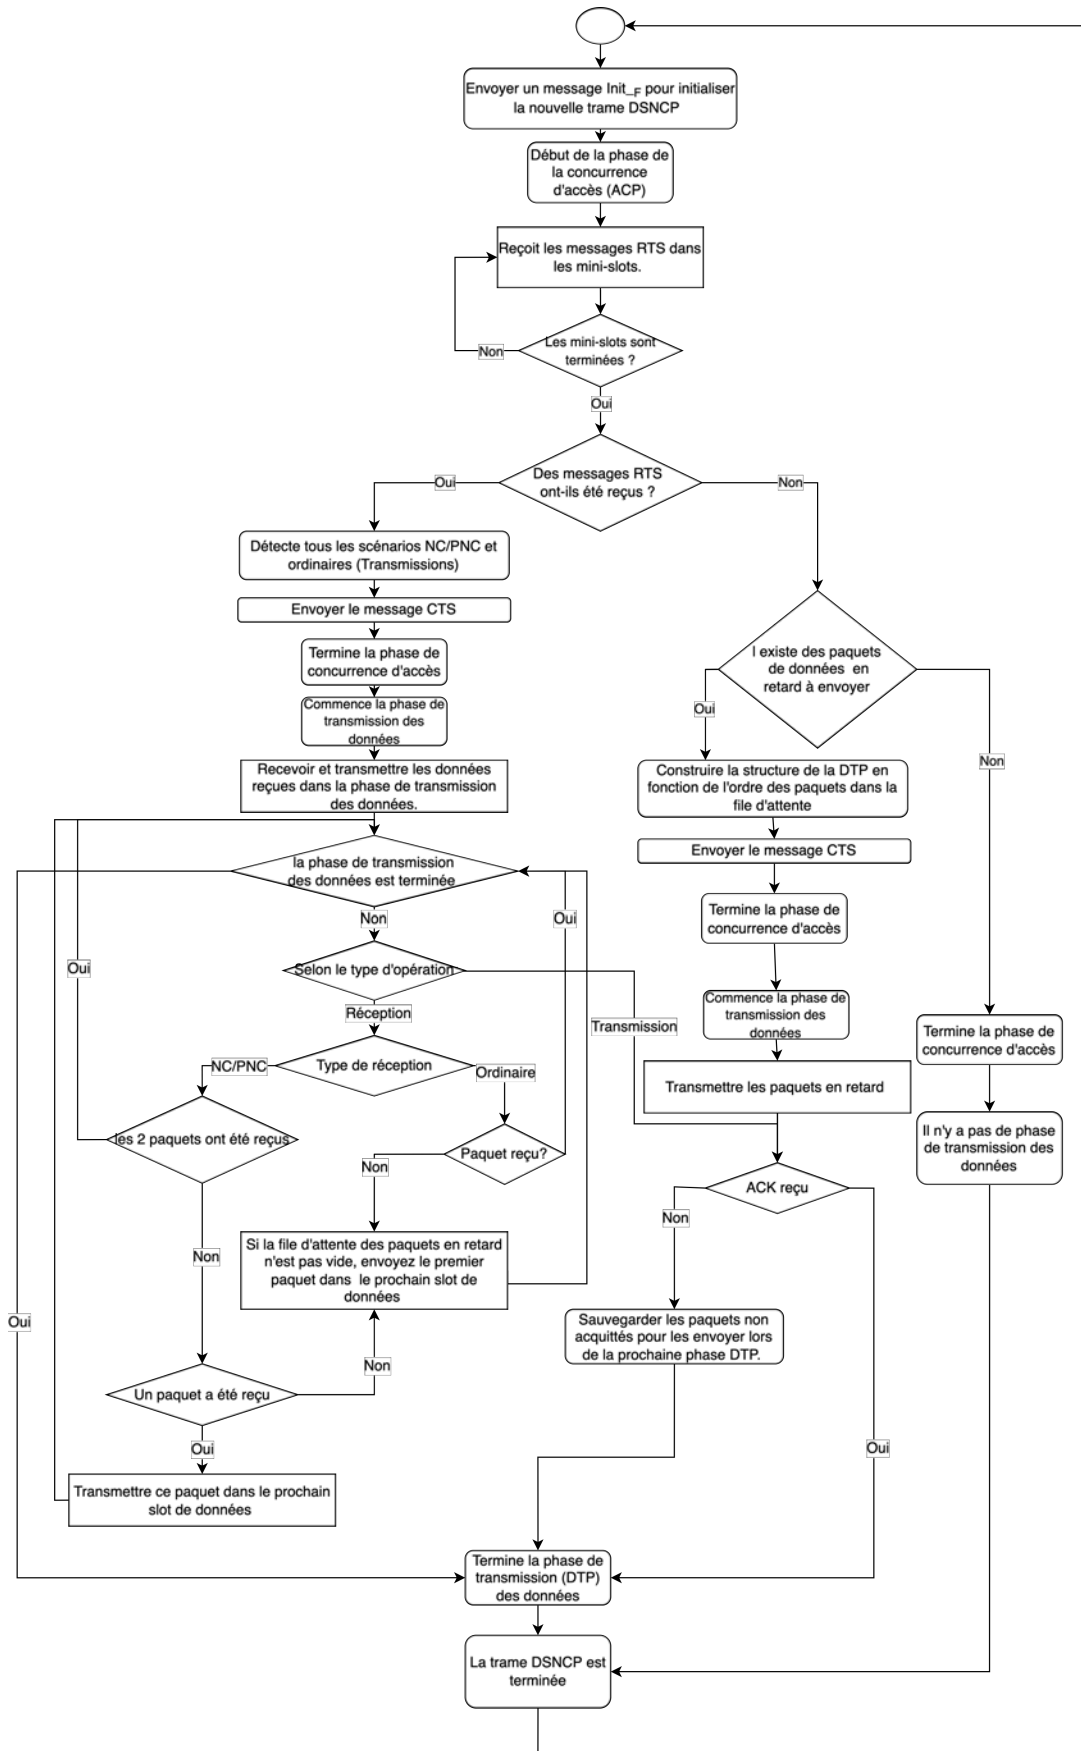 Envoyer un message Init_F pour initialiser
la nouvelle trame DSNCP
Début de la phase de
la concurrence
d'accès (ACP)
Reçoit les messages RTS dans
les mini-slots.
Les mini-slots sont
terminées ?
Non
Oui
Des messages RTS
ont-ils été reçus ?
Oui
Non
Détecte tous les scénarios NC/PNC et
ordinaires (Transmissions)
Envoyer le message CTS
Termine la phase de
concurrence d'accès
Commence la phase de
transmission des
données
Recevoir et transmettre les données
reçues dans la phase de transmission
des données.
la phase de transmission
des données est terminée
Non
Oui
Oui
Oui
Selon le type d'opération
Réception
Transmission
Type de réception
NC/PNC
Ordinaire
les 2 paquets ont été reçus
Paquet reçu?
Non
Non
Si la file d'attente des paquets en retard
n'est pas vide, envoyez le premier
paquet dans le prochain slot de
données
Un paquet a été reçu
Non
Oui
Transmettre ce paquet dans le prochain
slot de données
I existe des paquets
de données en
retard à envoyer
Oui
Non
Construire la structure de la DTP en
fonction de l'ordre des paquets dans la
file d'attente
Envoyer le message CTS
Termine la phase de
concurrence d'accès
Commence la phase de
transmission des
données
Transmettre les paquets en retard
ACK reçu
Non
Oui
Sauvegarder les paquets non
acquittés pour les envoyer lors
de la prochaine phase DTP.
Termine la phase de
concurrence d'accès
Il n'y a pas de phase
de transmission des
données
Termine la phase de
transmission (DTP)
des données
La trame DSNCP est
terminée